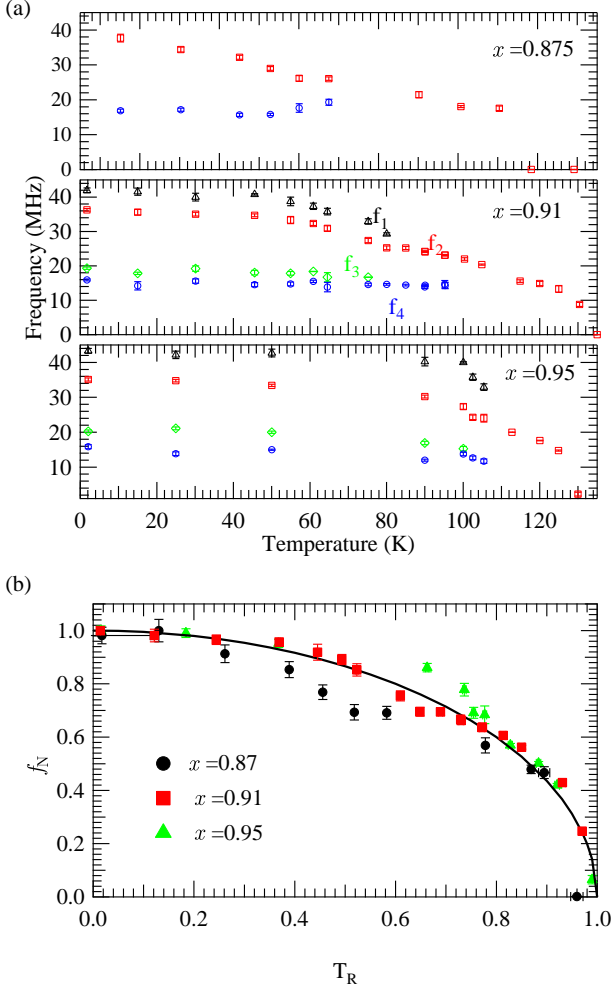 (a)
40
30
20
10
0
x=0.875
40
30
20
10
0
x=0.91
f1
f2
f3
f4
Frequency (MHz)
40
30
20
10
x=0.95
0 20 40 60 80 100 120
Temperature (K)
(b)
1.0
0.8
0.6
0.4
0.2
0.0
fN
x=0.87
x=0.91
x=0.95
0.0 0.2 0.4 0.6 0.8 1.0
TR